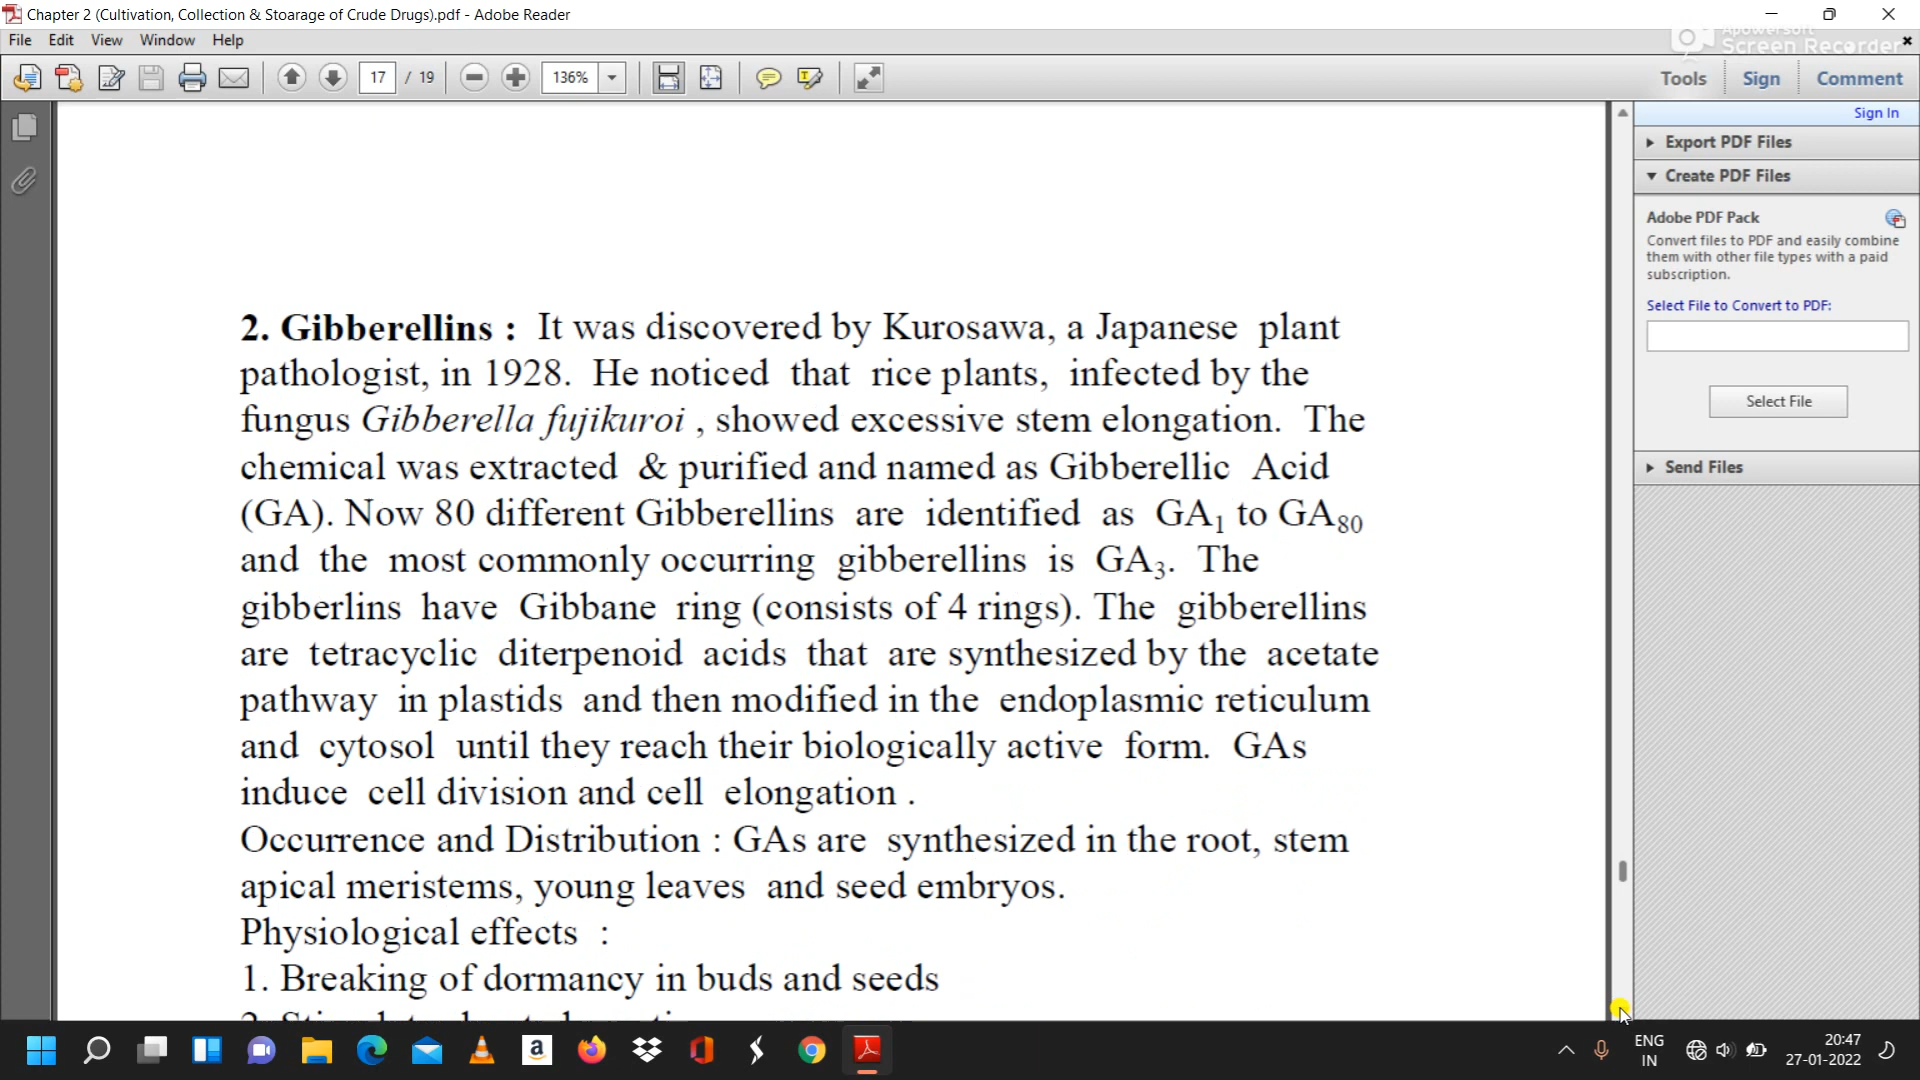 Chapter 2 (Cultivation, Collection & Stoarage of Crude Drugs).pdf - Adobe Reader
File Edit View Window Help
Apowersoft
Screen Recorder
17 / 19 136% Tools Sign Comment
Sign In
Export PDF Files
Create PDF Files
Adobe PDF Pack
Convert files to PDF and easily combine
them with other file types with a paid
subscription.
Select File to Convert to PDF:
Select File
Send Files
2. Gibberellins : It was discovered by Kurosawa, a Japanese plant
pathologist, in 1928. He noticed that rice plants, infected by the
fungus Gibberella fujikuroi , showed excessive stem elongation. The
chemical was extracted & purified and named as Gibberellic Acid
(GA). Now 80 different Gibberellins are identified as GA₁ to GA₈₀
and the most commonly occurring gibberellins is GA₃. The
gibberlins have Gibbane ring (consists of 4 rings). The gibberellins
are tetracyclic diterpenoid acids that are synthesized by the acetate
pathway in plastids and then modified in the endoplasmic reticulum
and cytosol until they reach their biologically active form. GAs
induce cell division and cell elongation .
Occurrence and Distribution : GAs are synthesized in the root, stem
apical meristems, young leaves and seed embryos.
Physiological effects :
1. Breaking of dormancy in buds and seeds
ENG
IN
20:47
27-01-2022